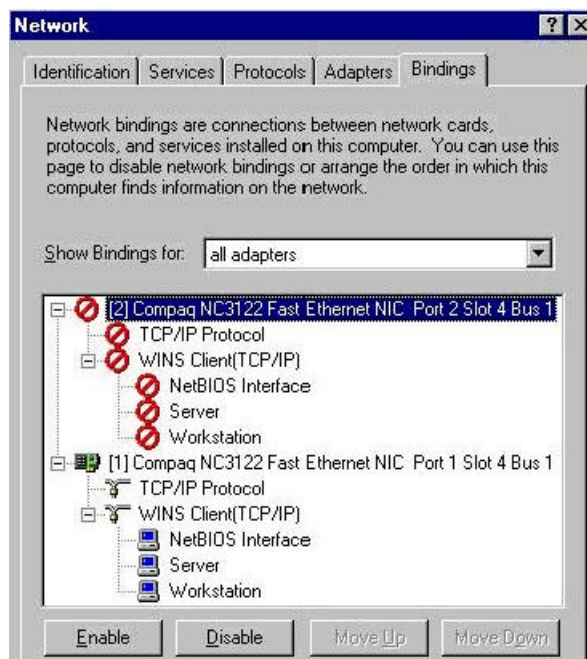 Network
Identification Services Protocols Adapters Bindings
Network bindings are connections between network cards,
protocols, and services installed on this computer. You can use this
page to disable network bindings or arrange the order in which this
computer finds information on the network.
Show Bindings for: all adapters
[2] Compaq NC3122 Fast Ethernet NIC Port 2 Slot 4 Bus 1
TCP/IP Protocol
WINS Client(TCP/IP)
NetBIOS Interface
Server
Workstation
[1] Compaq NC3122 Fast Ethernet NIC Port 1 Slot 4 Bus 1
TCP/IP Protocol
WINS Client(TCP/IP)
NetBIOS Interface
Server
Workstation
Enable Disable Move Up Move Down